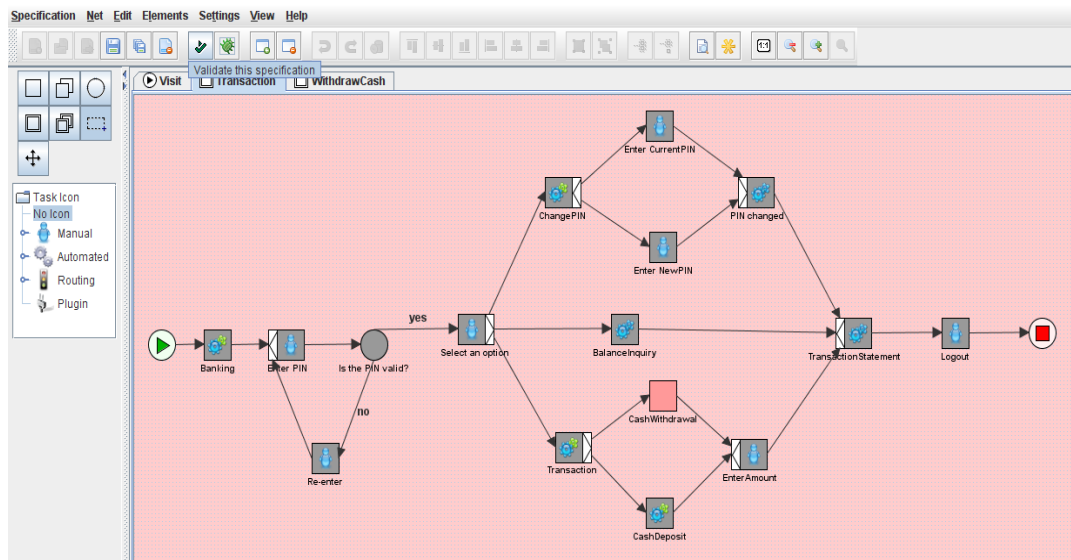 Specification Net Edit Elements Settings View Help
1:1
Validate this specification
Visit Transaction WithdrawCash
Task Icon
No Icon
Manual
Automated
Routing
Plugin
Enter CurrentPIN
ChangePIN
PIN changed
Enter NewPIN
yes
Select an option
BalanceInquiry
TransactionStatement
Logout
Banking
Enter PIN
Is the PIN valid?
no
CashWithdrawal
Transaction
EnterAmount
Re-enter
CashDeposit